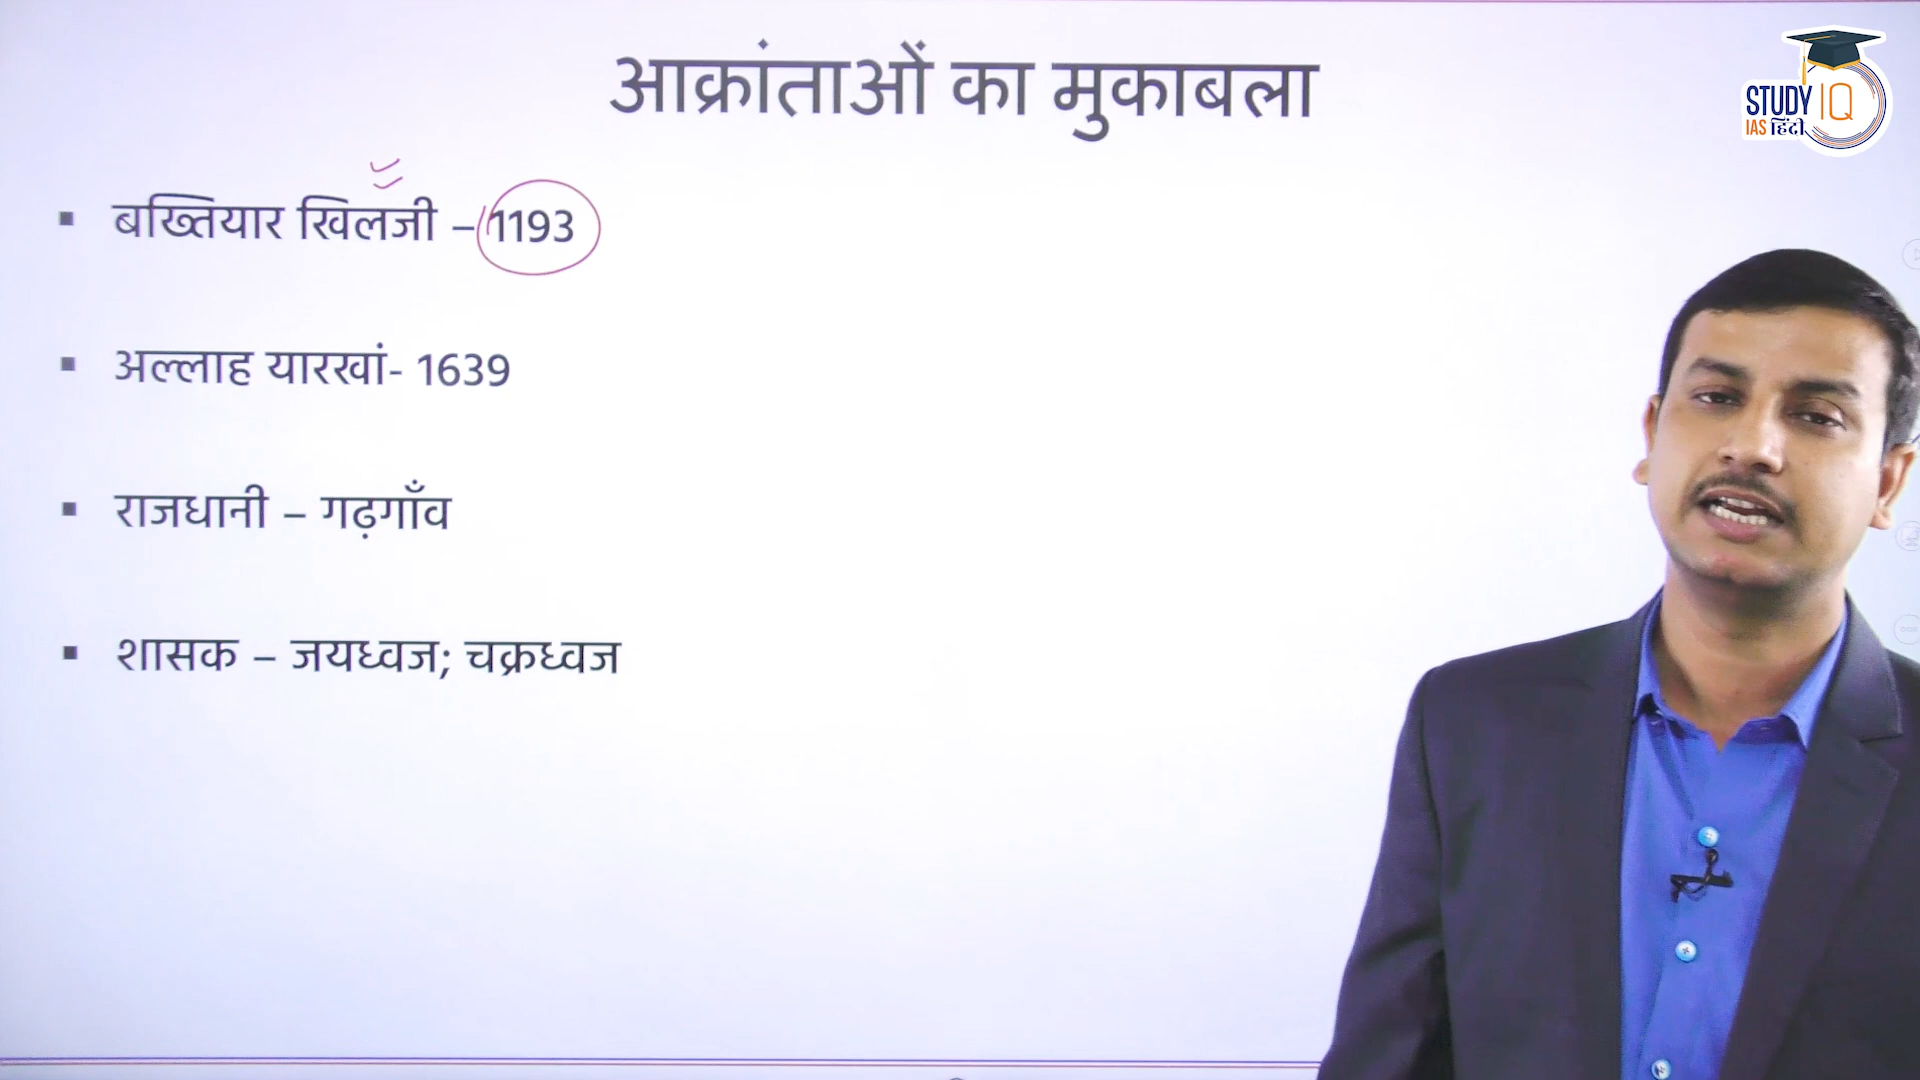 आक्रांताओं का मुकाबला
STUDY IQ
IAS हिंदी
▪ बख्तियार खिलजी – 1193
▪ अल्लाह यारखां- 1639
▪ राजधानी – गढ़गाँव
▪ शासक – जयध्वज; चक्रध्वज